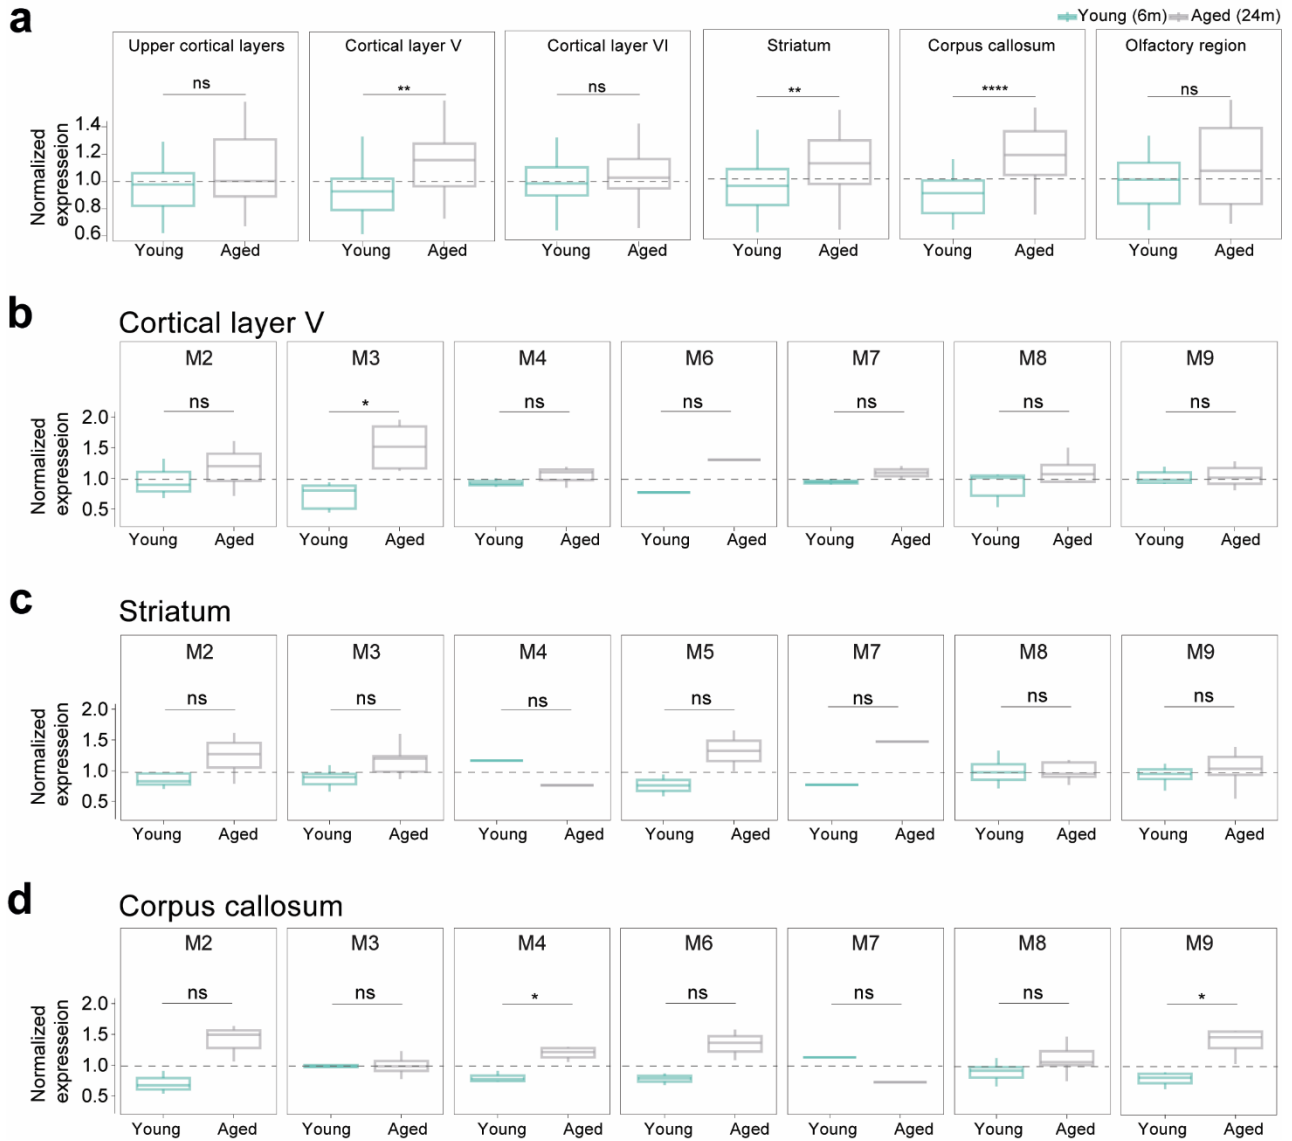 a
Young (6m) Aged (24m)
Upper cortical layers Cortical layer V Cortical layer VI Striatum Corpus callosum Olfactory region
ns ** ns ** **** ns
Normalized
expresseion
1.4
1.2
1.0
0.8
0.6
Young Aged Young Aged Young Aged Young Aged Young Aged Young Aged
b
Cortical layer V
M2 M3 M4 M6 M7 M8 M9
ns * ns ns ns ns ns
Normalized
expresseion
2.0
1.5
1.0
0.5
Young Aged Young Aged Young Aged Young Aged Young Aged Young Aged Young Aged
c
Striatum
M2 M3 M4 M5 M7 M8 M9
ns ns ns ns ns ns ns
Normalized
expresseion
2.0
1.5
1.0
0.5
Young Aged Young Aged Young Aged Young Aged Young Aged Young Aged Young Aged
d
Corpus callosum
M2 M3 M4 M6 M7 M8 M9
ns ns * ns ns ns *
Normalized
expresseion
2.0
1.5
1.0
0.5
Young Aged Young Aged Young Aged Young Aged Young Aged Young Aged Young Aged